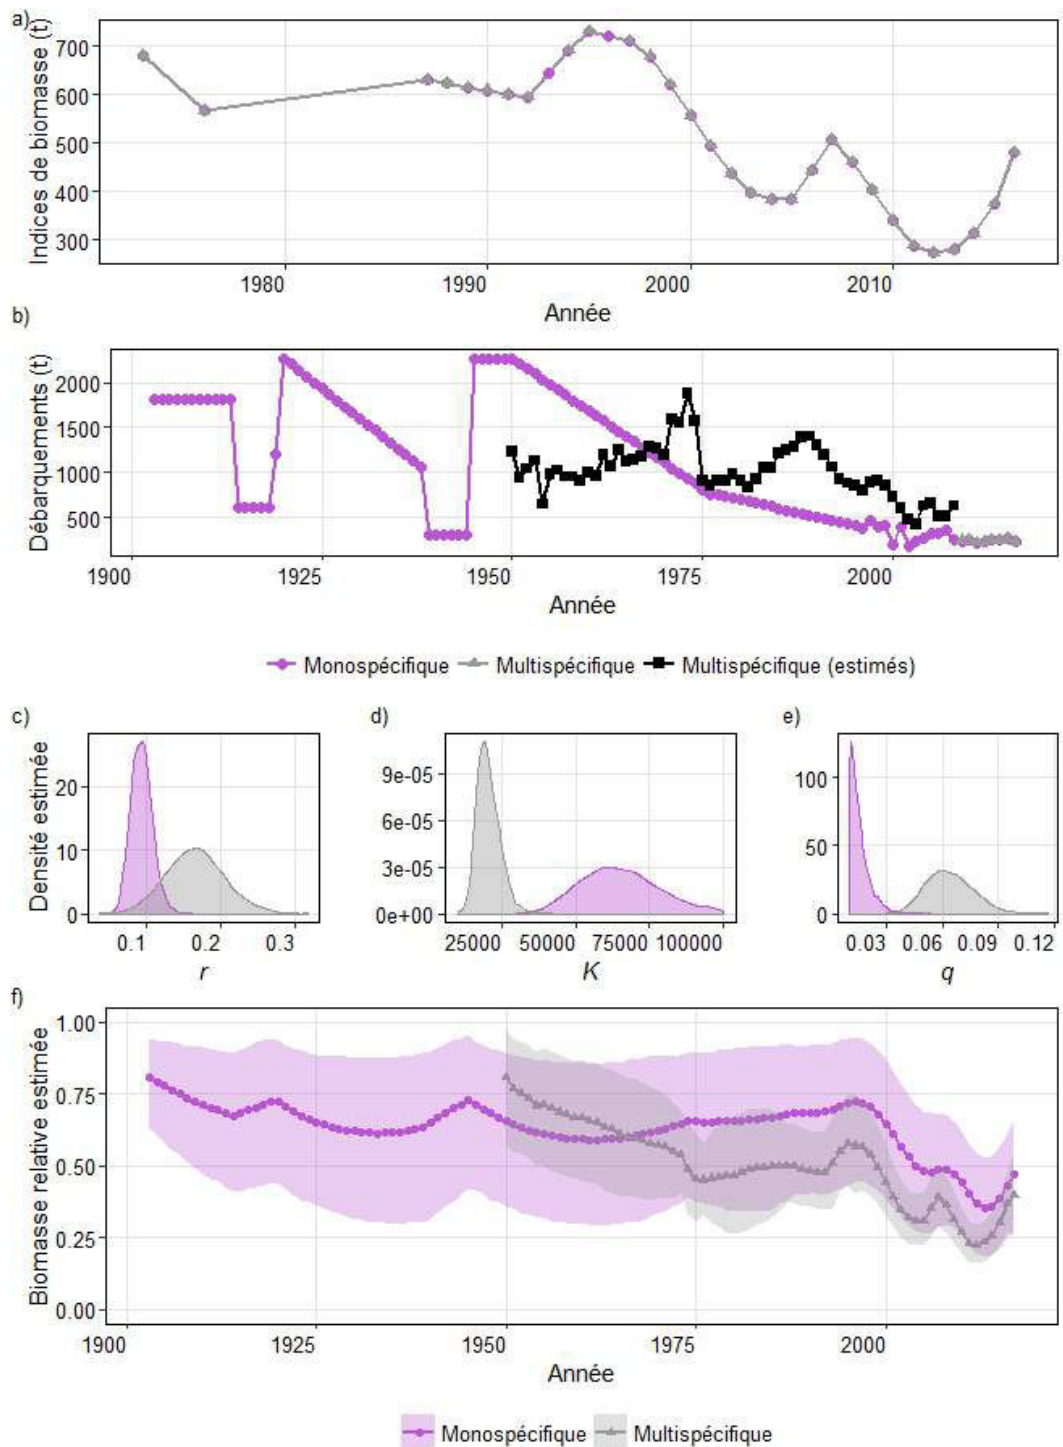 a)
Indices de biomasse (t)
700
600
500
400
300
1980
1990
2000
2010
Année
b)
Débarquements (t)
2000
1500
1000
500
1900
1925
1950
1975
2000
Année
Monospécifique
Multispécifique
Multispécifique (estimés)
c)
d)
e)
Densité estimée
20
10
0
0.1
0.2
0.3
r
9e-05
6e-05
3e-05
0e+00
25000
50000
75000
100000
K
100
50
0
0.03
0.06
0.09
0.12
q
f)
Biomasse relative estimée
1.00
0.75
0.50
0.25
0.00
1900
1925
1950
1975
2000
Année
Monospécifique
Multispécifique